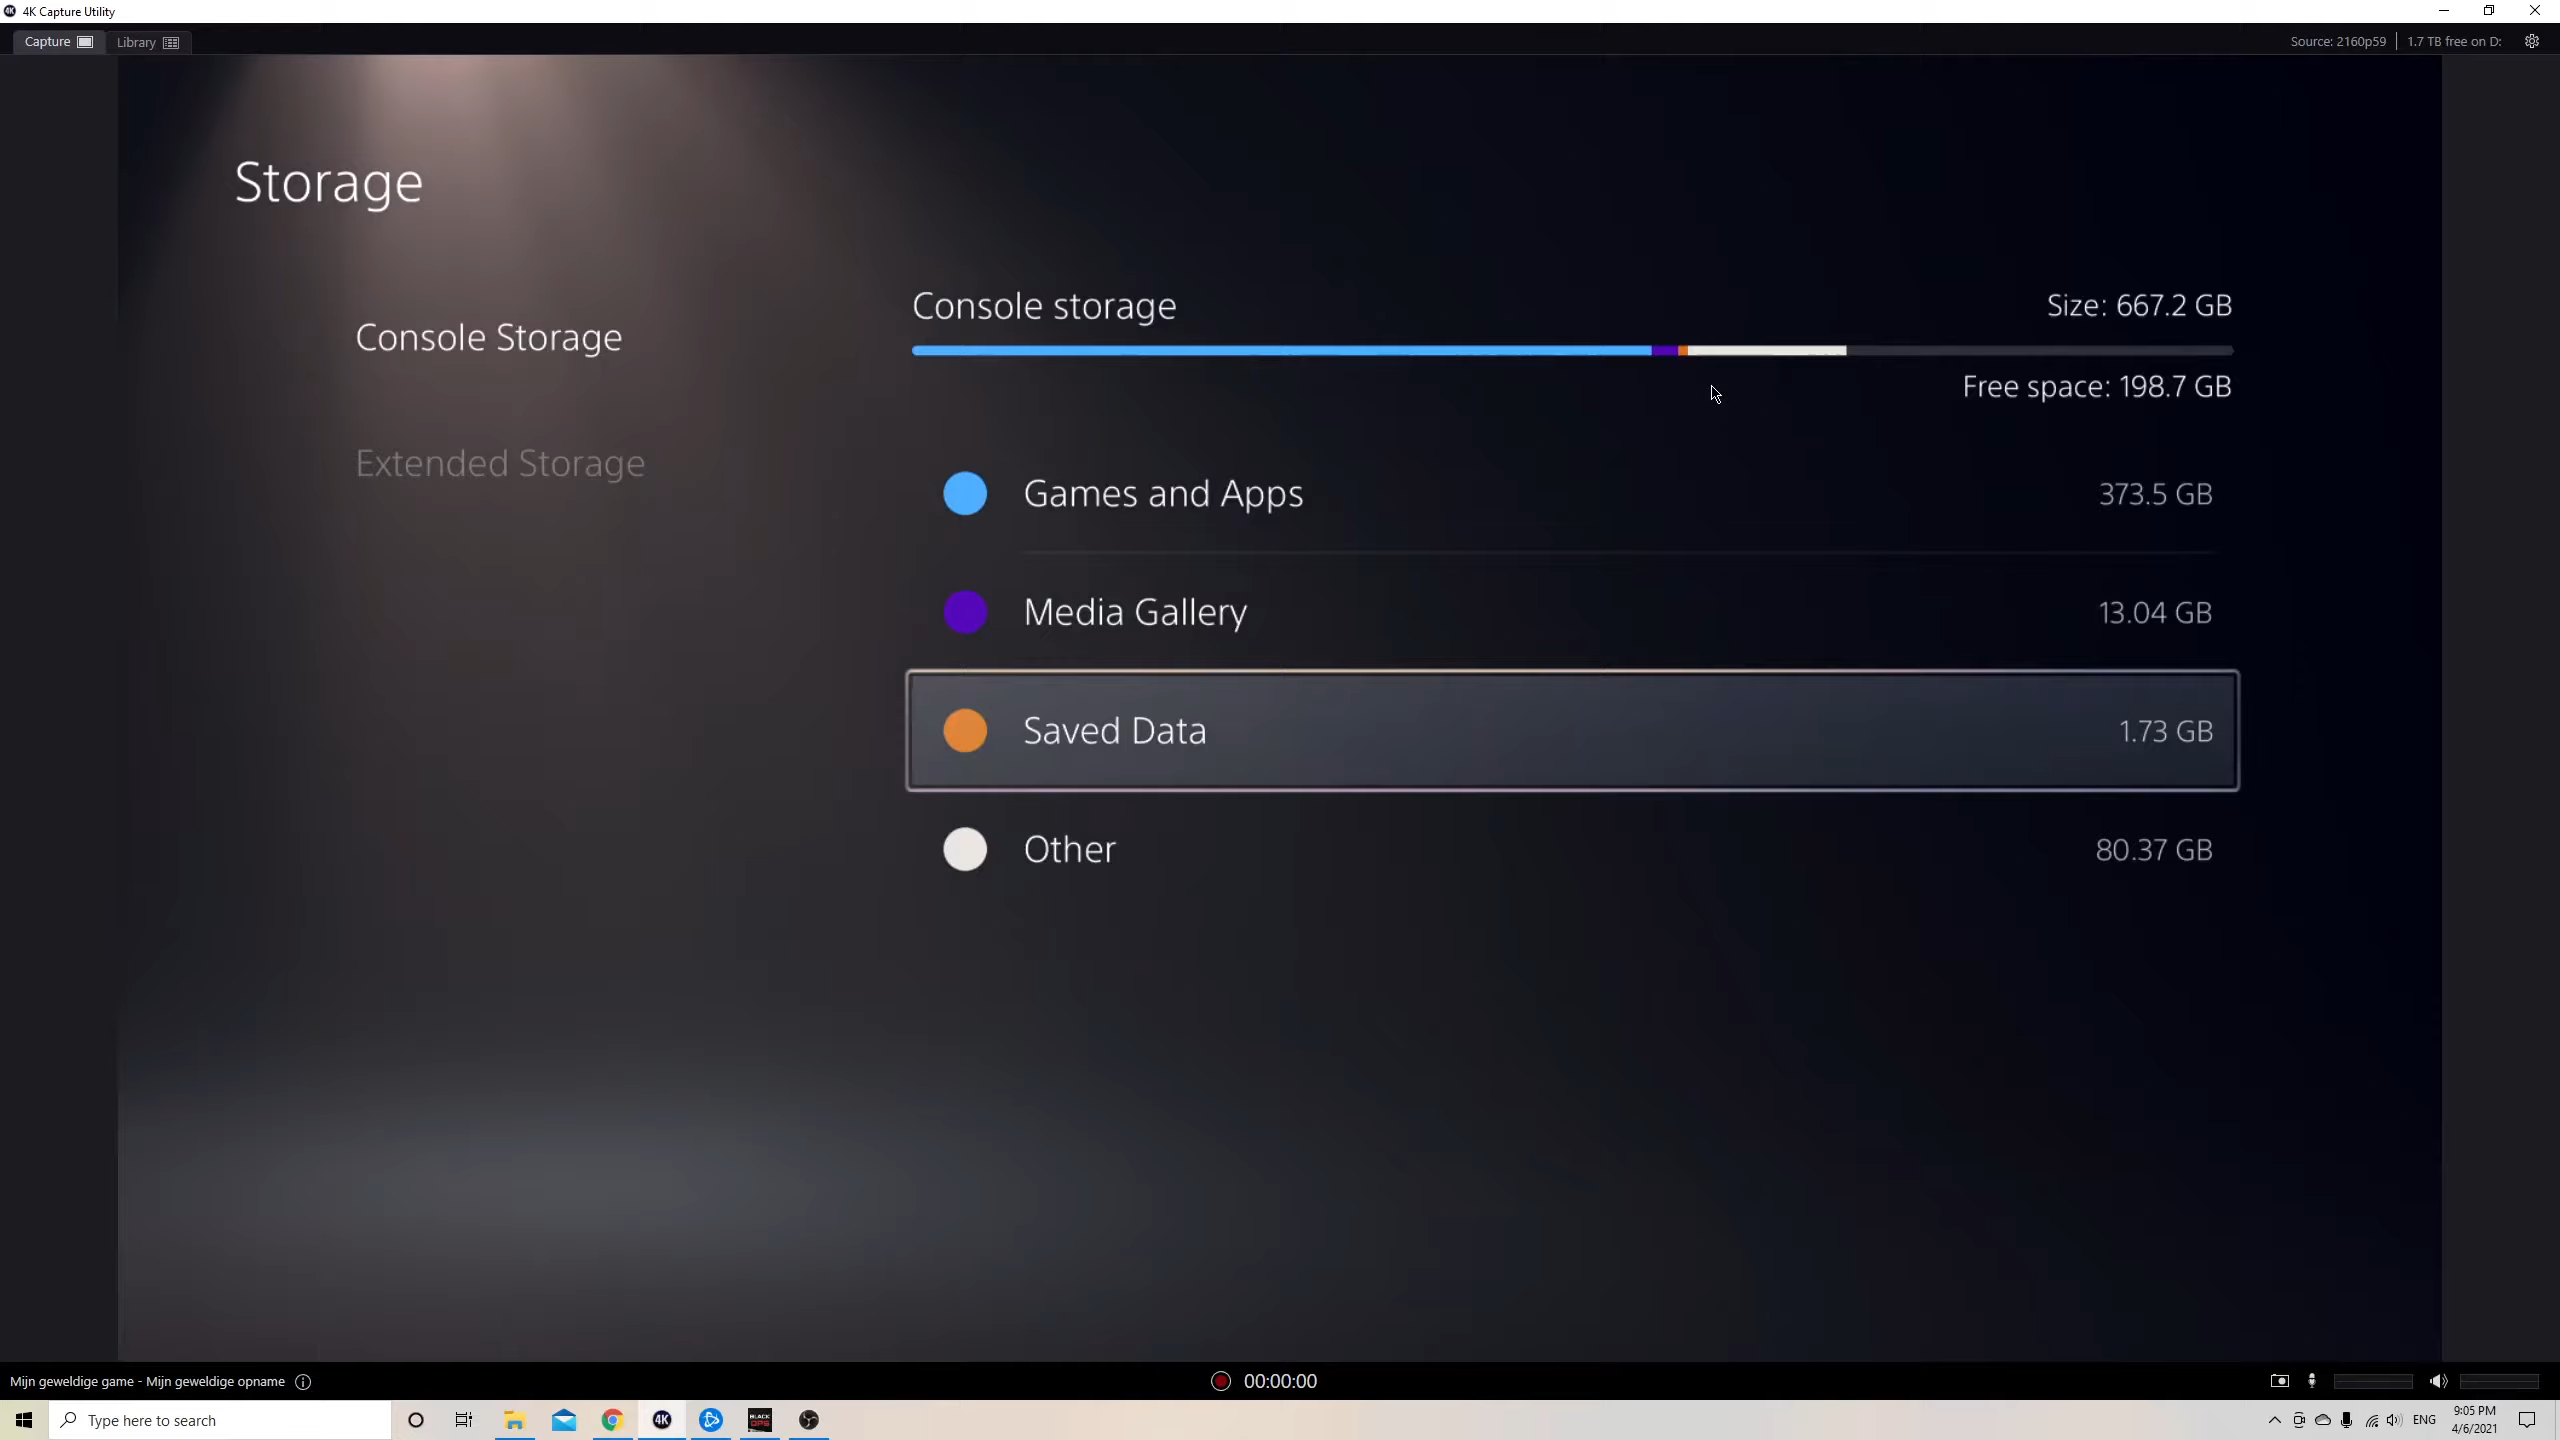 4K Capture Utility
Capture
Library
Source: 2160p59
1.7 TB free on D:
Storage
Console Storage
Extended Storage
Console storage
Size: 667.2 GB
Free space: 198.7 GB
Games and Apps 373.5 GB
Media Gallery 13.04 GB
Saved Data 1.73 GB
Other 80.37 GB
Mijn geweldige game - Mijn geweldige opname
00:00:00
Type here to search
4K
BLACK OPS
ENG
9:05 PM
4/6/2021